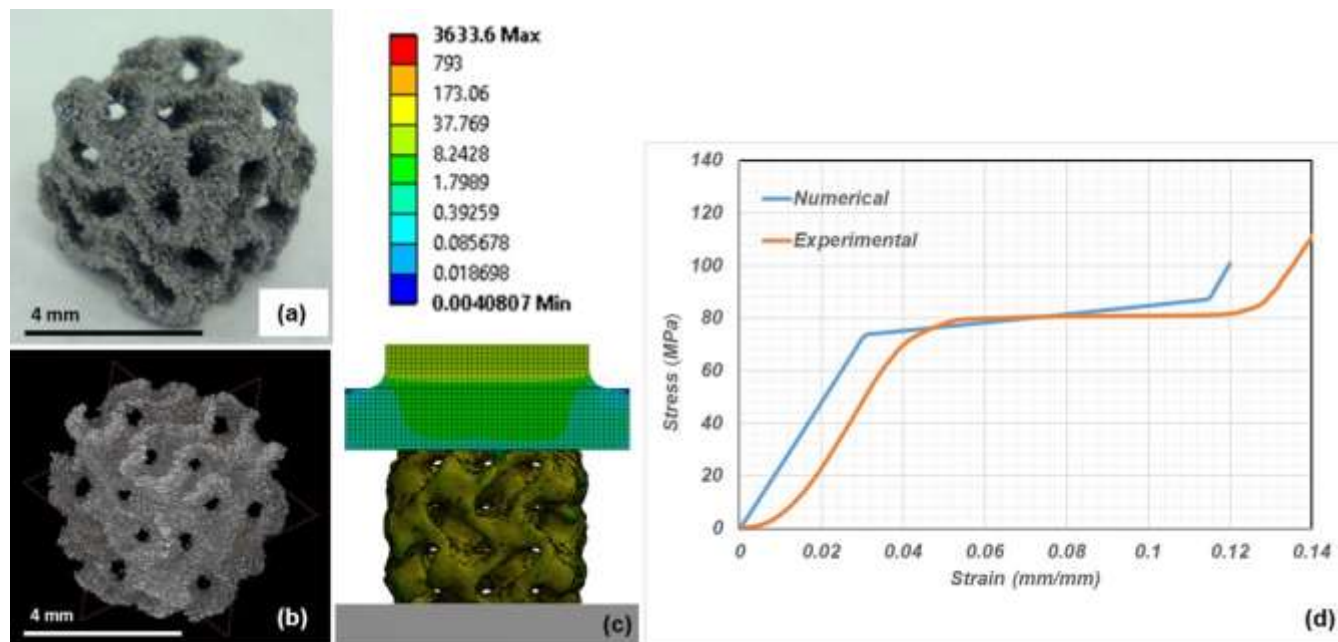 4 mm
(a)
4 mm
(b)
3633.6 Max
793
173.06
37.769
8.2428
1.7989
0.39259
0.085678
0.018698
0.0040807 Min
(c)
140
120
100
80
60
40
20
0
Stress (MPa)
Numerical
Experimental
0 0.02 0.04 0.06 0.08 0.1 0.12 0.14
Strain (mm/mm)
(d)